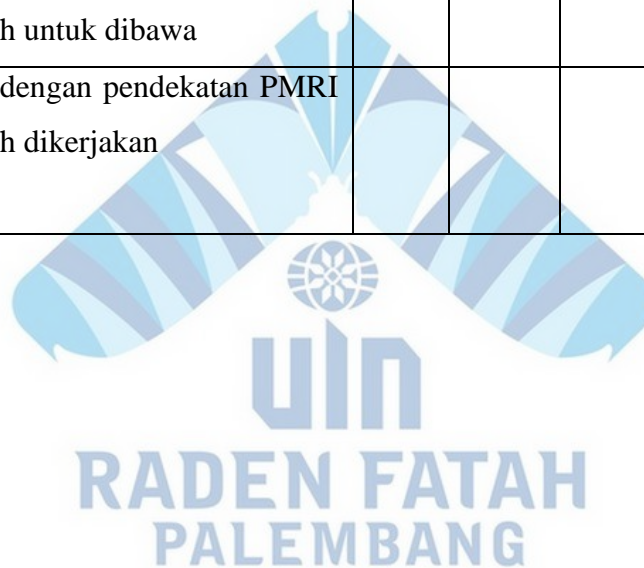 h untuk dibawa
dengan pendekatan PMRI
h dikerjakan
uin
RADEN FATAH
PALEMBANG